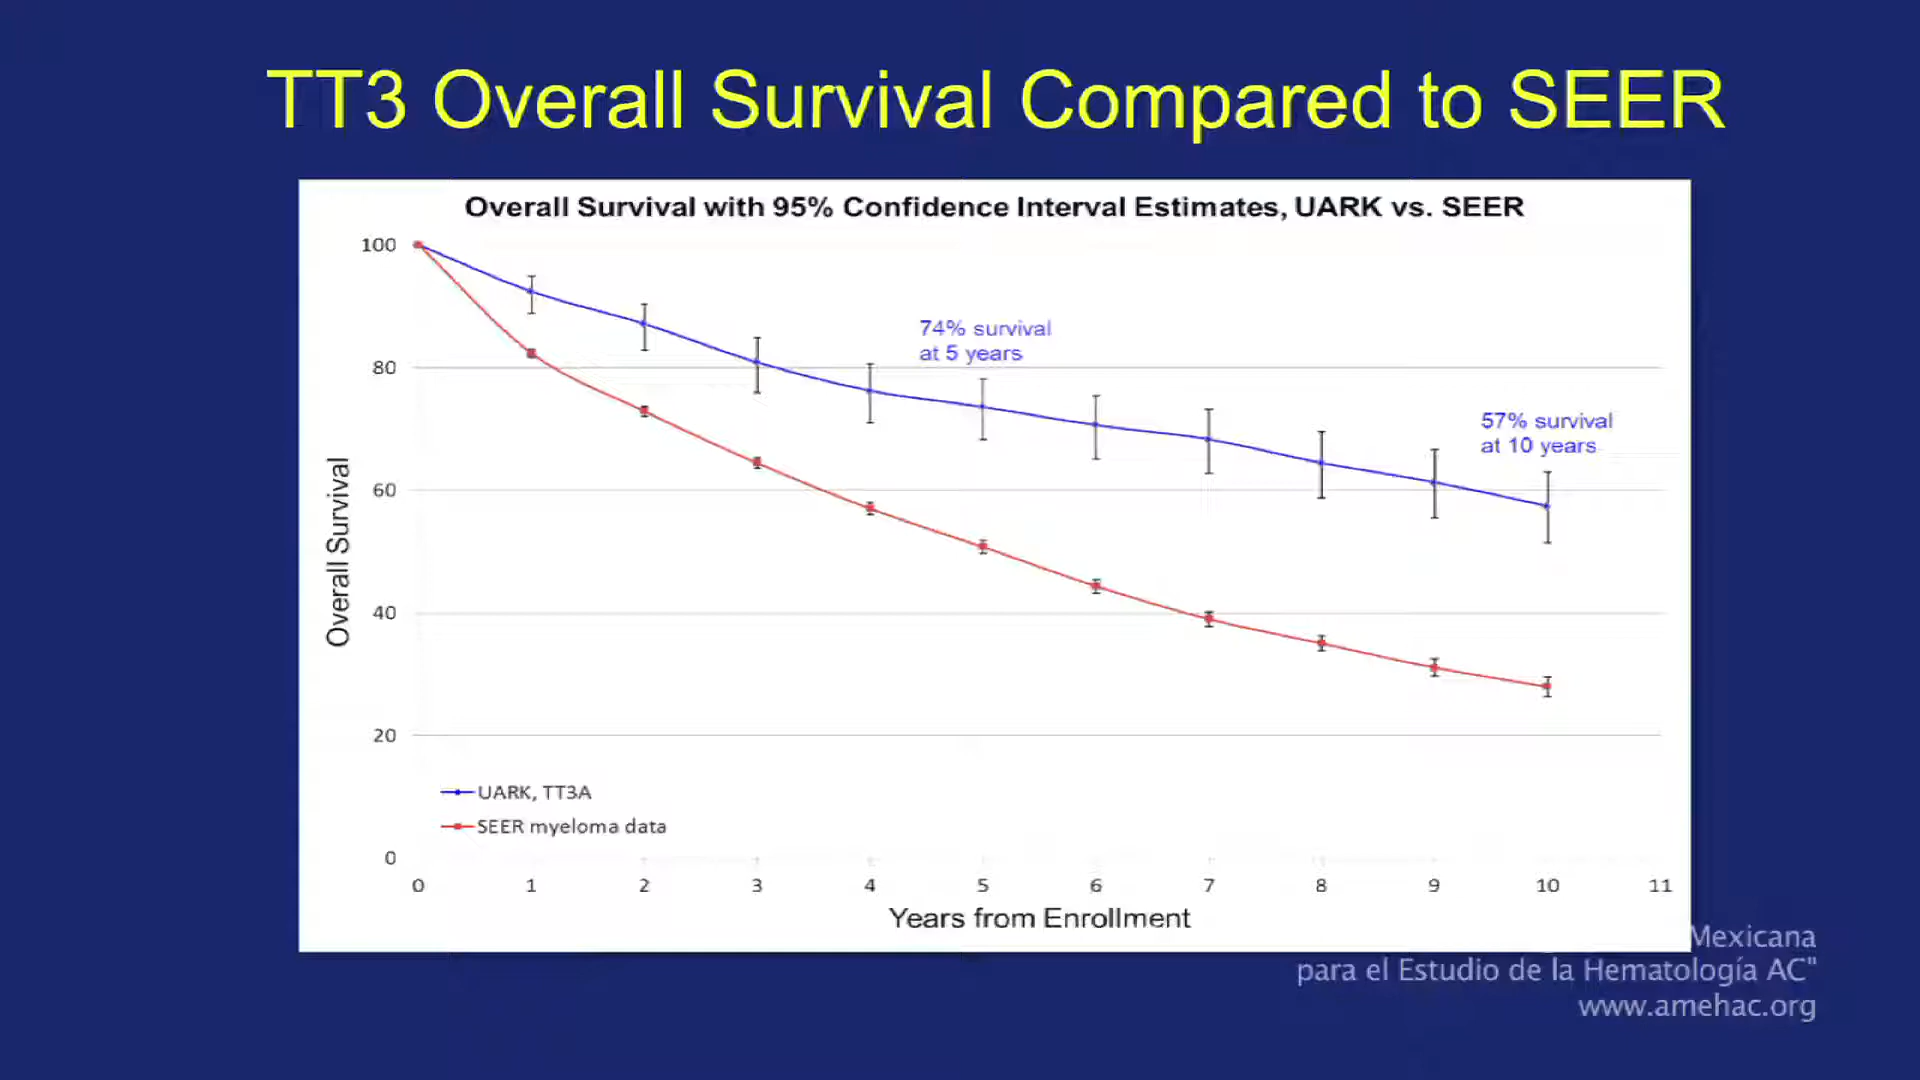 TT3 Overall Survival Compared to SEER
Overall Survival with 95% Confidence Interval Estimates, UARK vs. SEER
100
80
60
40
20
0
Overall Survival
74% survival
at 5 years
57% survival
at 10 years
UARK, TT3A
SEER myeloma data
0 1 2 3 4 5 6 7 8 9 10 11
Years from Enrollment
Mexicana
para el Estudio de la Hematología AC"
www.amehac.org